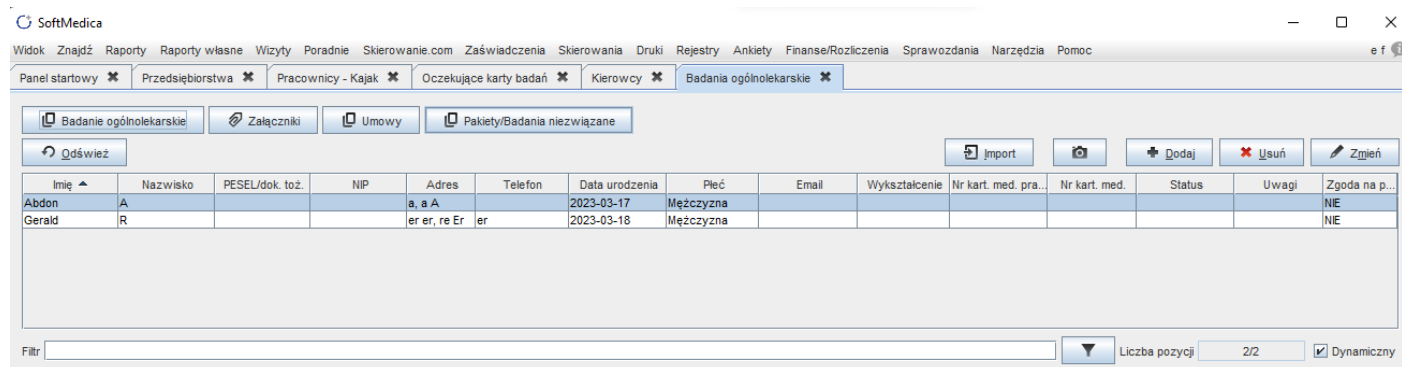 SoftMedica
Widok Znajdź Raporty Raporty własne Wizyty Poradnie Skierowanie.com Zaświadczenia Skierowania Druki Rejestry Ankiety Finanse/Rozliczenia Sprawozdania Narzędzia Pomoc e f
Panel startowy Przedsiębiorstwa Pracownicy - Kajak Oczekujące karty badań Kierowcy Badania ogólnolekarskie
Badanie ogólnolekarskie Załączniki Umowy Pakiety/Badania niezwiązane
Odśwież Import Dodaj Usuń Zmień
Imię Nazwisko PESEL/dok. toż. NIP Adres Telefon Data urodzenia Płeć Email Wykształcenie Nr kart. med. pra... Nr kart. med. Status Uwagi Zgoda na p...
Abdon A a, a A 2023-03-17 Mężczyzna NIE
Gerald R er er, re Er er 2023-03-18 Mężczyzna NIE
Filtr Liczba pozycji 2/2 Dynamiczny